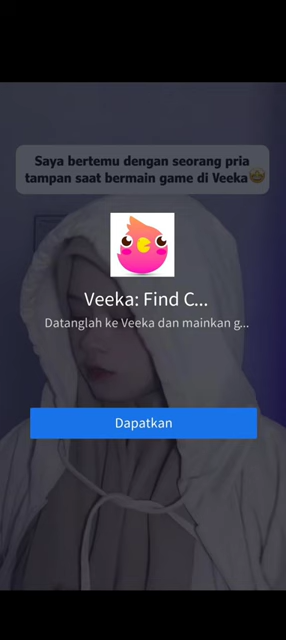 Saya bertemu dengan seorang pria
tampan saat bermain game di Veeka🤩
Veeka: Find C...
Datanglah ke Veeka dan mainkan g...
Dapatkan